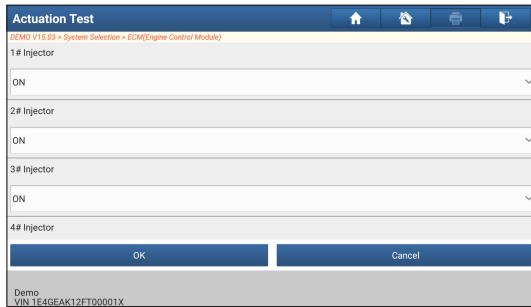 Actuation Test
DEMO V15.03 > System Selection > ECM(Engine Control Module)
1# Injector
ON
2# Injector
ON
3# Injector
ON
4# Injector
OK
Cancel
Demo
VIN 1E4GEAK12FT00001X